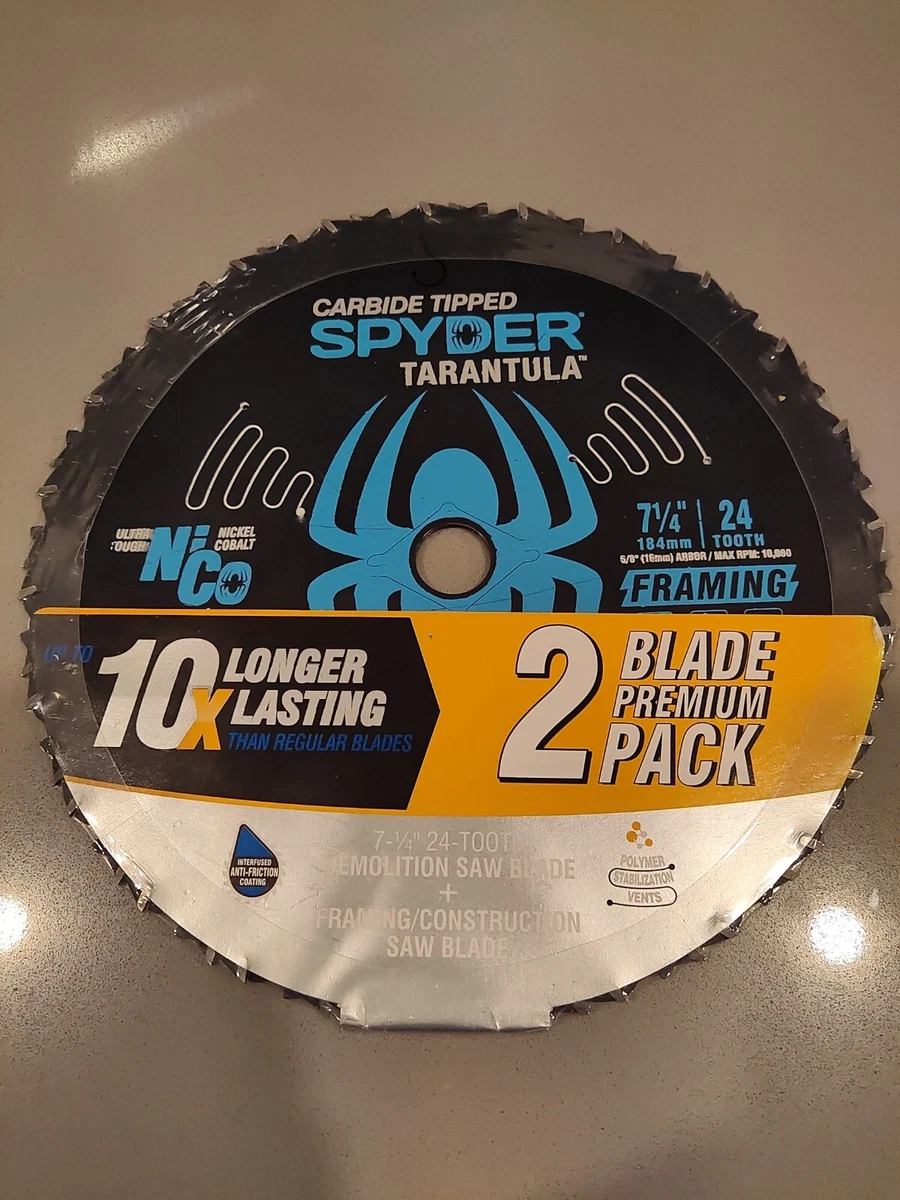 CARBIDE TIPPED
SPYDER®
TARANTULA™
7¼" | 24
184mm | TOOTH
5/8" (16mm) ARBOR / MAX RPM: 10,000
FRAMING
ULTRA
TOUGH
NiCo
NICKEL
COBALT
UP TO
10X LONGER
LASTING
THAN REGULAR BLADES
2 BLADE
PREMIUM
PACK
INTERFUSED
ANTI-FRICTION
COATING
7-¼" 24-TOOTH
DEMOLITION SAW BLADE
+
FRAMING/CONSTRUCTION
SAW BLADE
POLYMER
STABILIZATION
VENTS